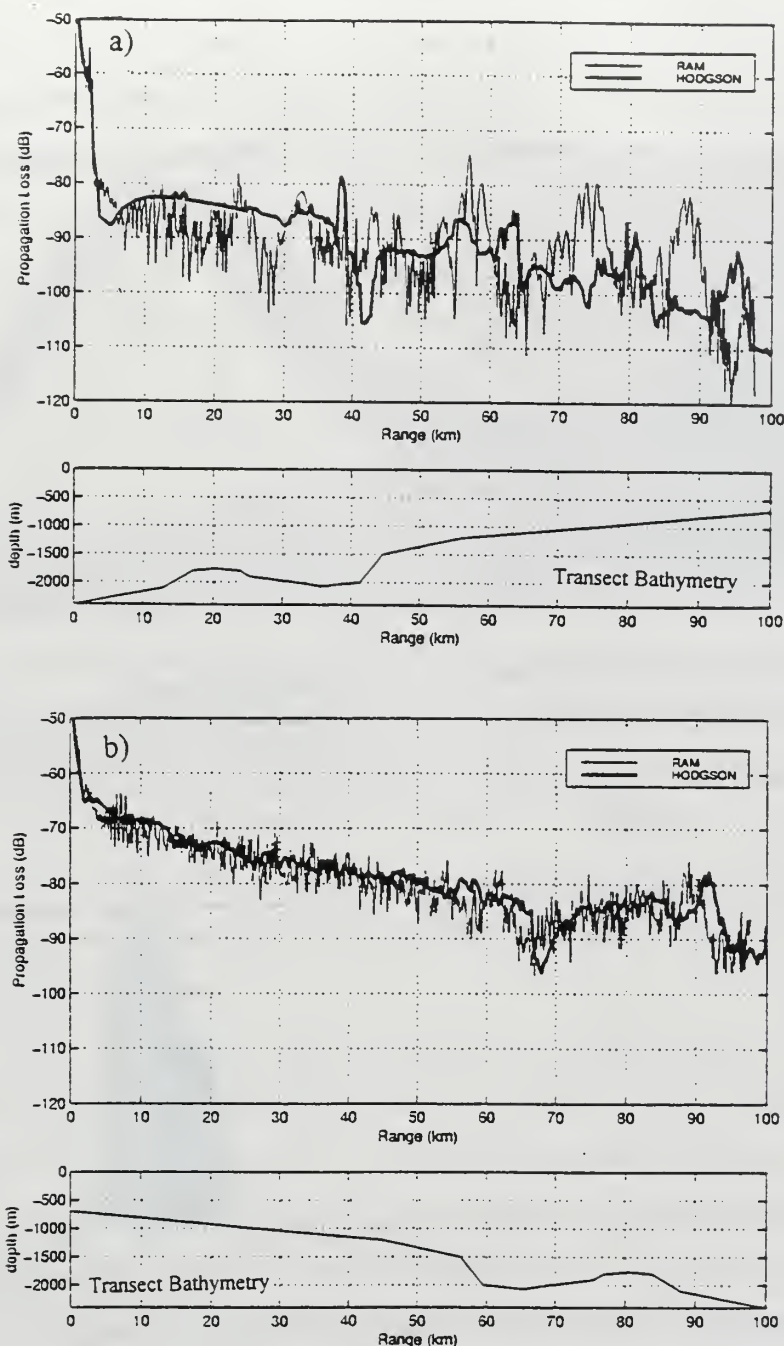 a)
RAM
HODGSON
Propagation Loss (dB)
-50
-60
-70
-80
-90
-100
-110
-120
0 10 20 30 40 50 60 70 80 90 100
Range (km)
depth (m)
0
-500
-1000
-1500
-2000
Transect Bathymetry
0 10 20 30 40 50 60 70 80 90 100
Range (km)
b)
RAM
HODGSON
Propagation Loss (dB)
-50
-60
-70
-80
-90
-100
-110
-120
0 10 20 30 40 50 60 70 80 90 100
Range (km)
depth (m)
0
-500
-1000
-1500
-2000
Transect Bathymetry
0 10 20 30 40 50 60 70 80 90 100
Range (km)